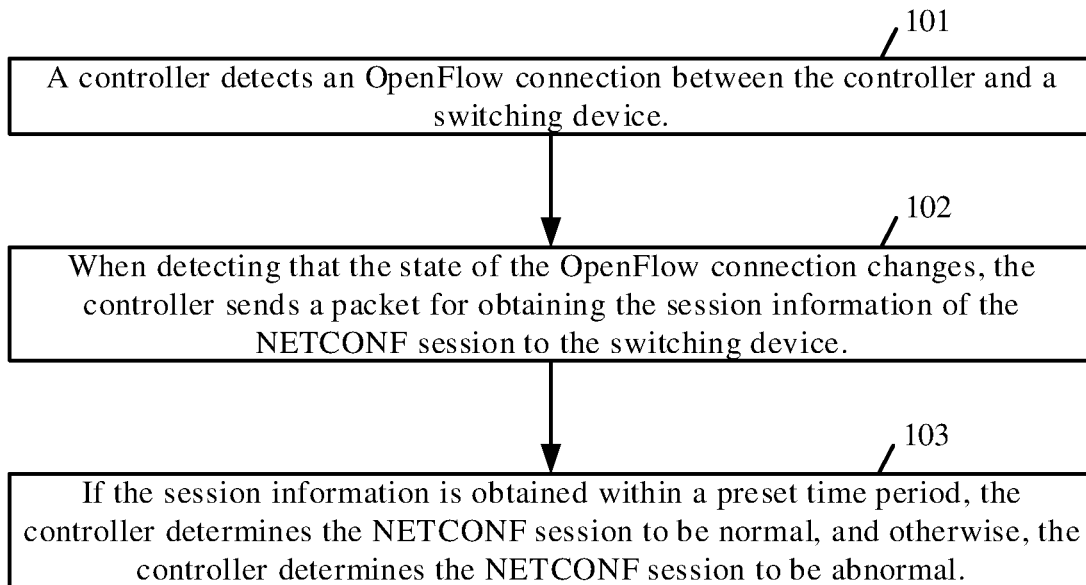 101
A controller detects an OpenFlow connection between the controller and a
switching device.
102
When detecting that the state of the OpenFlow connection changes, the
controller sends a packet for obtaining the session information of the
NETCONF session to the switching device.
103
If the session information is obtained within a preset time period, the
controller determines the NETCONF session to be normal, and otherwise, the
controller determines the NETCONF session to be abnormal.